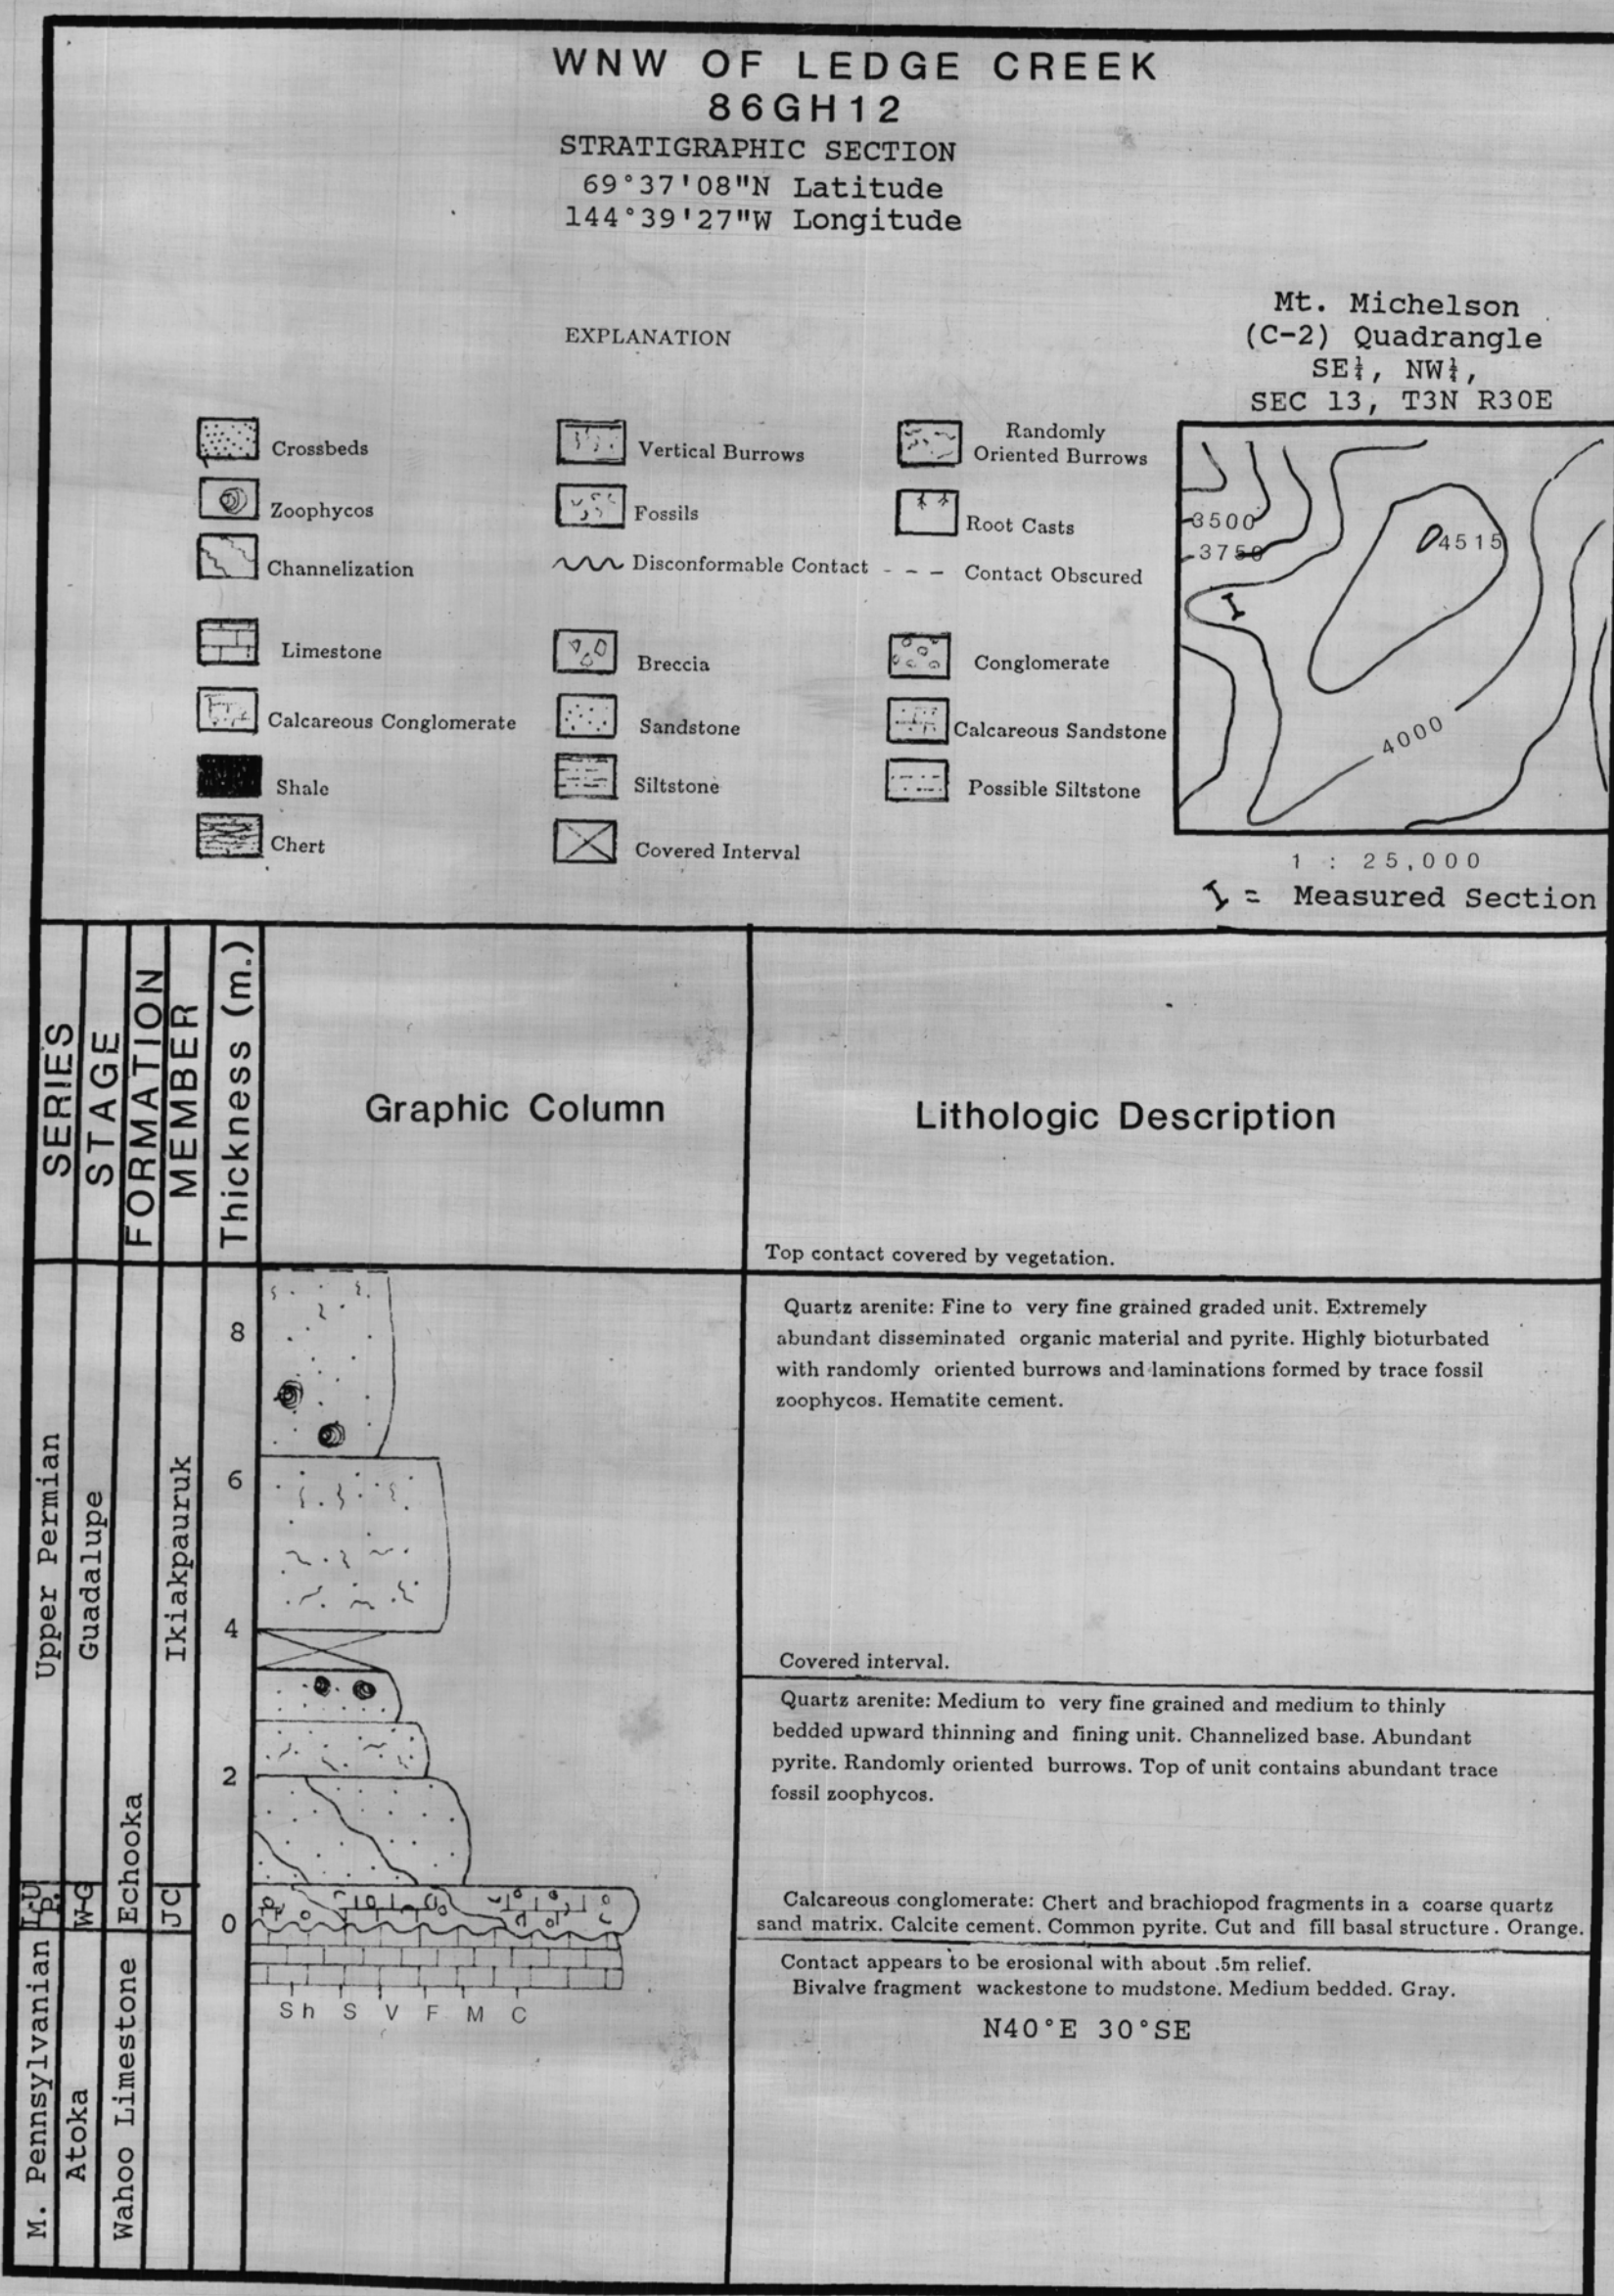 WNW OF LEDGE CREEK
86GH12
STRATIGRAPHIC SECTION
69°37'08"N Latitude
144°39'27"W Longitude
EXPLANATION
Mt. Michelson
(C-2) Quadrangle
SE¼, NW¼,
SEC 13, T3N R30E
Crossbeds
Vertical Burrows
Randomly
Oriented Burrows
Zoophycos
Fossils
Root Casts
Channelization
Disconformable Contact
Contact Obscured
Limestone
Breccia
Conglomerate
Calcareous Conglomerate
Sandstone
Calcareous Sandstone
Shale
Siltstone
Possible Siltstone
Chert
Covered Interval
3500
3750
4515
4000
1 : 25,000
I = Measured Section
SERIES
STAGE
FORMATION
MEMBER
Thickness (m.)
Graphic Column
Lithologic Description
Top contact covered by vegetation.
Quartz arenite: Fine to very fine grained graded unit. Extremely
abundant disseminated organic material and pyrite. Highly bioturbated
with randomly oriented burrows and laminations formed by trace fossil
zoophycos. Hematite cement.
Covered interval.
Quartz arenite: Medium to very fine grained and medium to thinly
bedded upward thinning and fining unit. Channelized base. Abundant
pyrite. Randomly oriented burrows. Top of unit contains abundant trace
fossil zoophycos.
Calcareous conglomerate: Chert and brachiopod fragments in a coarse quartz
sand matrix. Calcite cement. Common pyrite. Cut and fill basal structure. Orange.
Contact appears to be erosional with about .5m relief.
Bivalve fragment wackestone to mudstone. Medium bedded. Gray.
N40°E 30°SE
Upper Permian
Guadalupe
Echooka
Ikiakpauruk
W-G
JC
M. Pennsylvanian
Atoka
Wahoo Limestone
8
6
4
2
0
Sh S V F M C